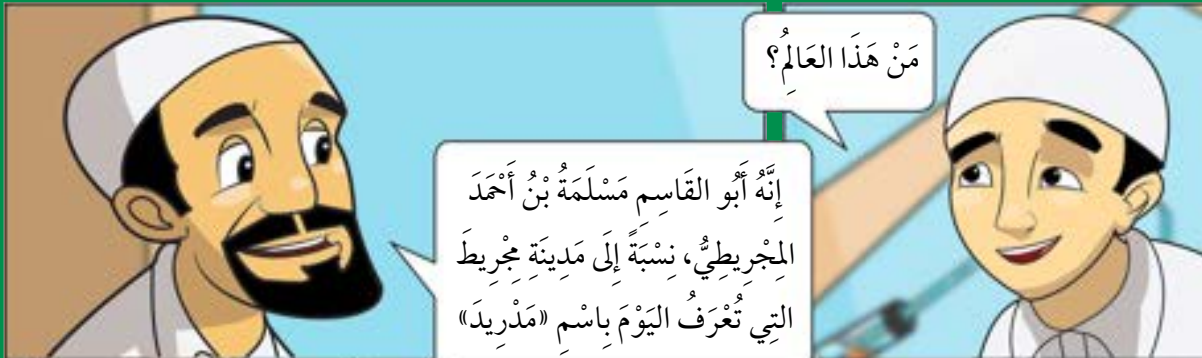 مَنْ هَذَا العَالِمُ؟
إِنَّهُ أَبُو القَاسِمِ مَسْلَمَةُ بْنُ أَحْمَدَ
المِجْرِيطِيُّ، نِسْبَةً إِلَى مَدِينَةِ مِجْرِيطَ
التِي تُعْرَفُ اليَوْمَ بِاسْمِ «مَدْرِيدَ»